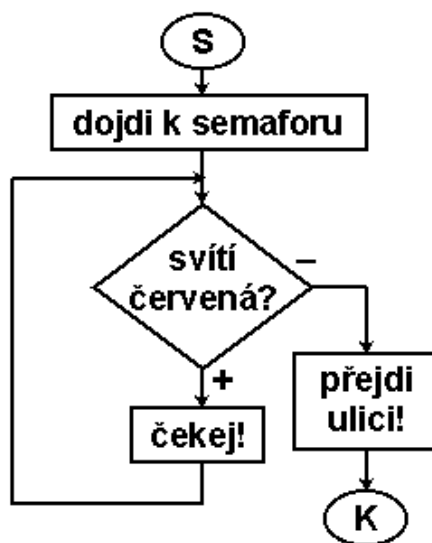 S
dojdi k semaforu
svítí
červená?
–
+
přejdi
ulici!
čekej!
K